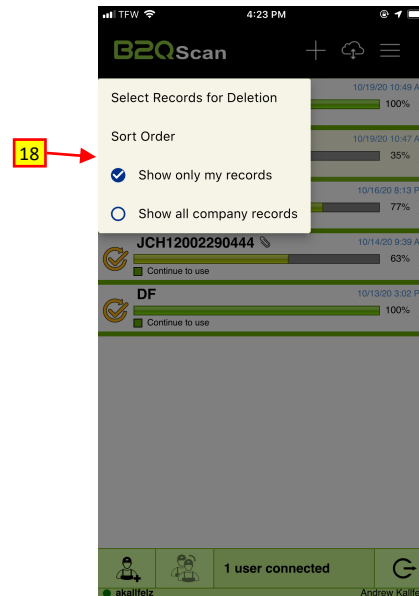 TFW 4:23 PM
B2QScan
10/19/20 10:49 A
100%
Select Records for Deletion
Sort Order
10/19/20 10:47 A
35%
18
Show only my records
10/16/20 8:13 P
77%
Show all company records
JCH12002290444 10/14/20 9:39 A
63%
Continue to use
DF 10/13/20 3:02 P
100%
Continue to use
1 user connected
akallfelz Andrew Kallfe